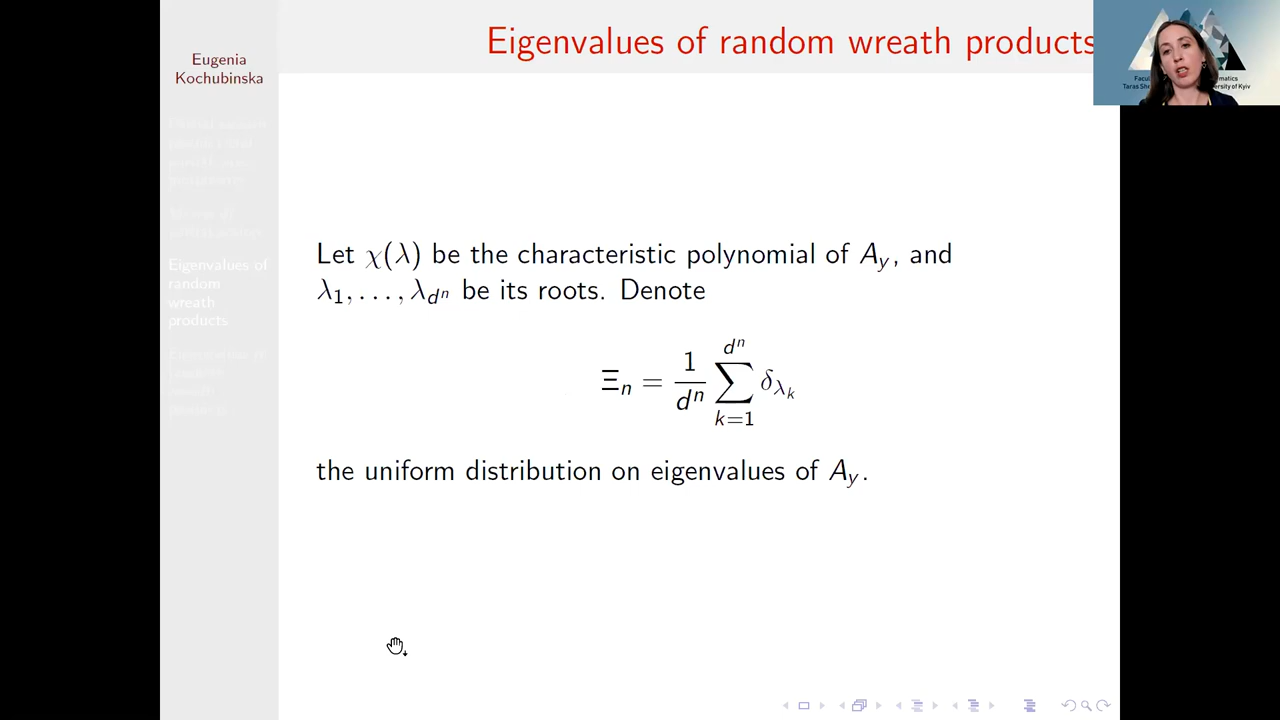 Eigenvalues of random wreath products
Eugenia
Kochubinska
Eigenvalues of
random
wreath
products
Let χ(λ) be the characteristic polynomial of A_y, and
λ_1, ..., λ_{d^n} be its roots. Denote
Ξ_n = \frac{1}{d^n} \sum_{k=1}^{d^n} δ_{λ_k}
the uniform distribution on eigenvalues of A_y.